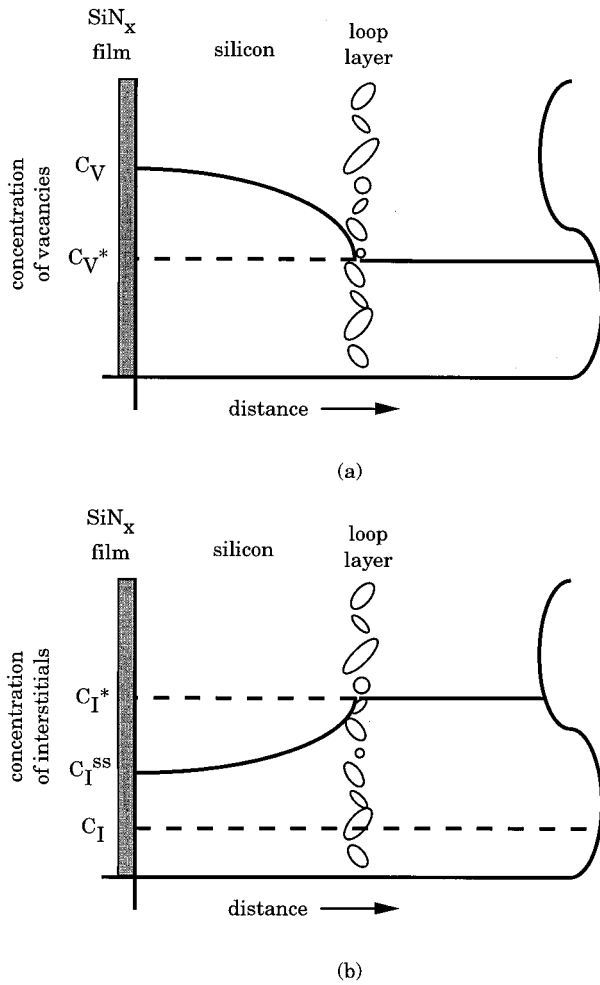 SiNx
film
silicon
loop
layer
concentration
of vacancies
CV
CV*
distance
(a)
SiNx
film
silicon
loop
layer
concentration
of interstitials
CI*
CIss
CI
distance
(b)